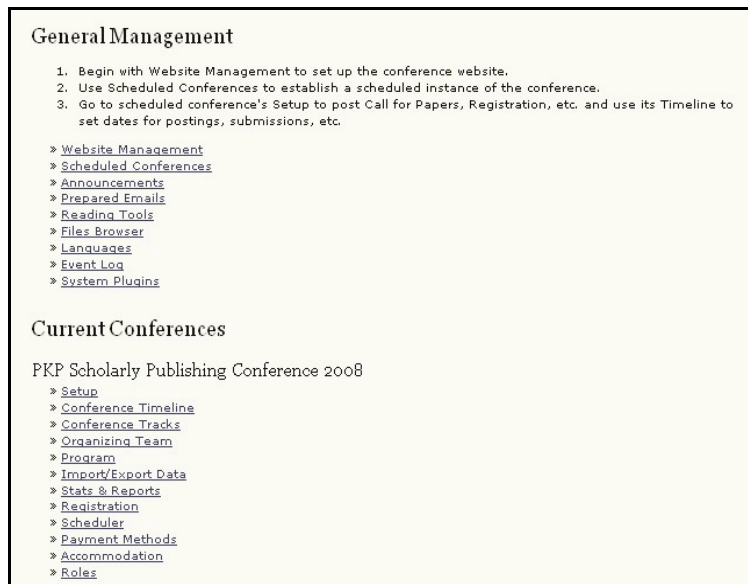 General Management
1. Begin with Website Management to set up the conference website.
2. Use Scheduled Conferences to establish a scheduled instance of the conference.
3. Go to scheduled conference's Setup to post Call for Papers, Registration, etc. and use its Timeline to
set dates for postings, submissions, etc.
» Website Management
» Scheduled Conferences
» Announcements
» Prepared Emails
» Reading Tools
» Files Browser
» Languages
» Event Log
» System Plugins
Current Conferences
PKP Scholarly Publishing Conference 2008
» Setup
» Conference Timeline
» Conference Tracks
» Organizing Team
» Program
» Import/Export Data
» Stats & Reports
» Registration
» Scheduler
» Payment Methods
» Accommodation
» Roles